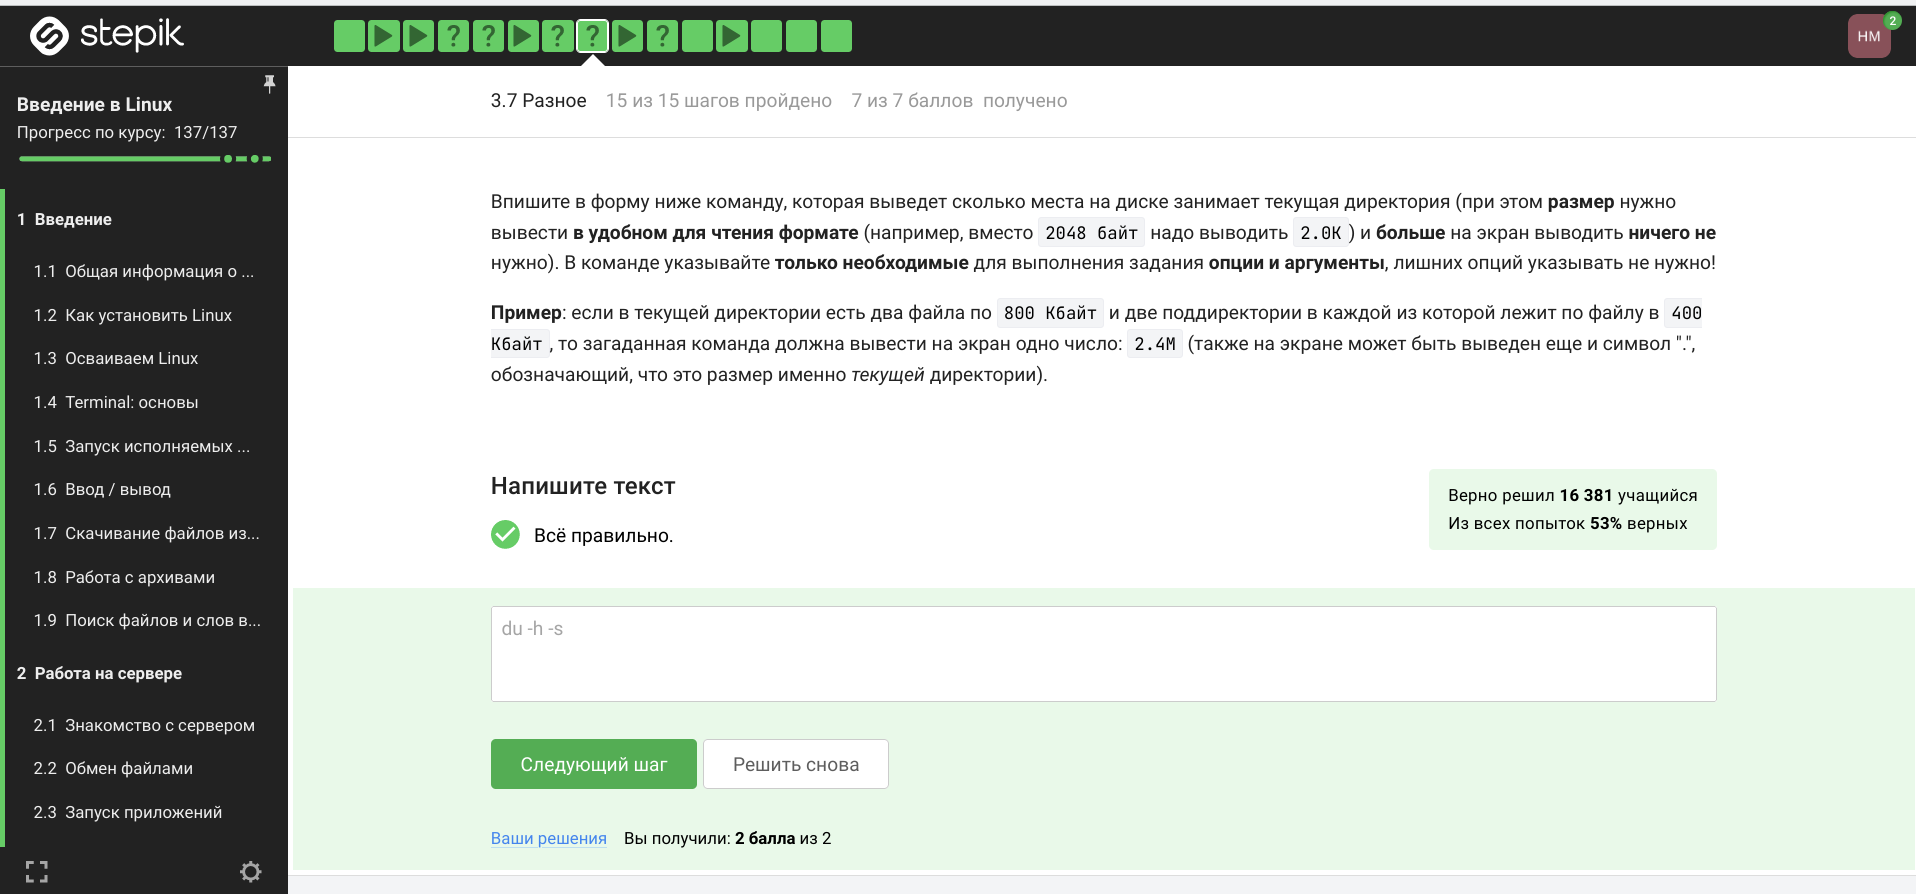 stepik
? ? ? ? ?
НМ
2
Введение в Linux
Прогресс по курсу: 137/137
1 Введение
1.1 Общая информация о ...
1.2 Как установить Linux
1.3 Осваиваем Linux
1.4 Terminal: основы
1.5 Запуск исполняемых ...
1.6 Ввод / вывод
1.7 Скачивание файлов из...
1.8 Работа с архивами
1.9 Поиск файлов и слов в...
2 Работа на сервере
2.1 Знакомство с сервером
2.2 Обмен файлами
2.3 Запуск приложений
3.7 Разное 15 из 15 шагов пройдено 7 из 7 баллов получено
Впишите в форму ниже команду, которая выведет сколько места на диске занимает текущая директория (при этом размер нужно
вывести в удобном для чтения формате (например, вместо 2048 байт надо выводить 2.0K ) и больше на экран выводить ничего не
нужно). В команде указывайте только необходимые для выполнения задания опции и аргументы, лишних опций указывать не нужно!
Пример: если в текущей директории есть два файла по 800 Кбайт и две поддиректории в каждой из которой лежит по файлу в 400
Кбайт , то загаданная команда должна вывести на экран одно число: 2.4M (также на экране может быть выведен еще и символ ".",
обозначающий, что это размер именно текущей директории).
Напишите текст
Всё правильно.
Верно решил 16 381 учащийся
Из всех попыток 53% верных
du -h -s
Следующий шаг
Решить снова
Ваши решения Вы получили: 2 балла из 2